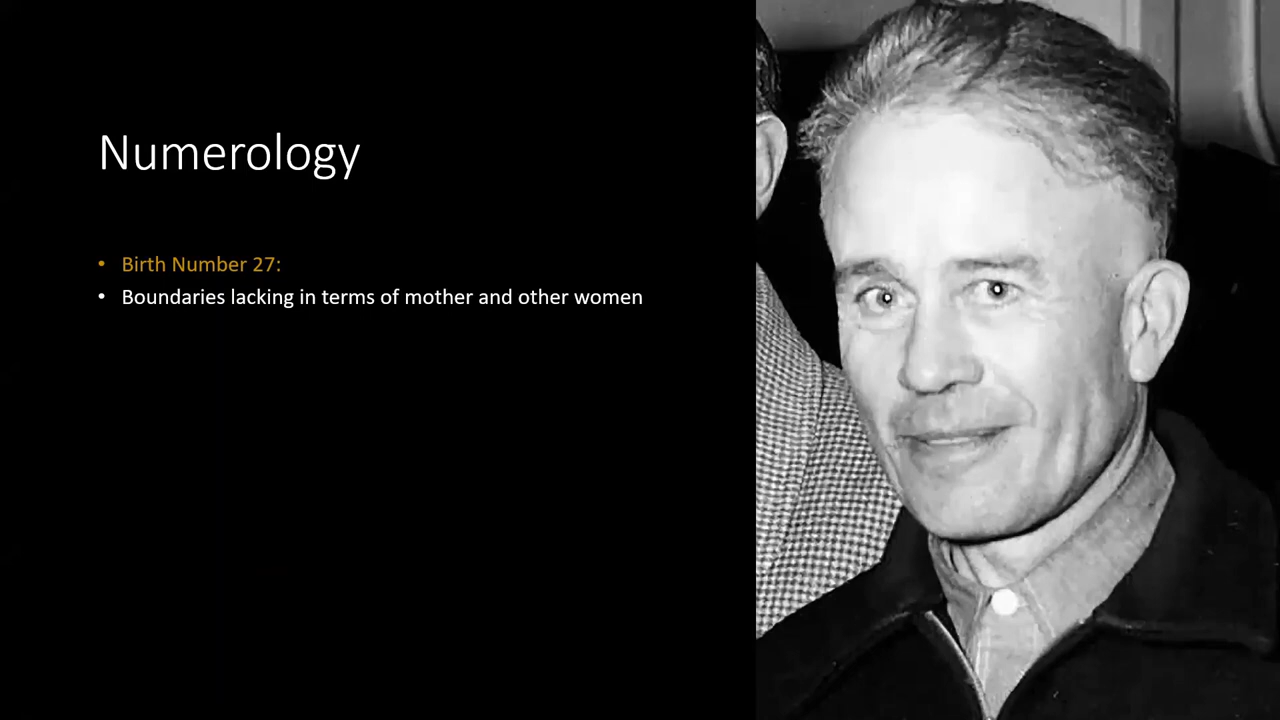 Numerology
• Birth Number 27:
• Boundaries lacking in terms of mother and other women